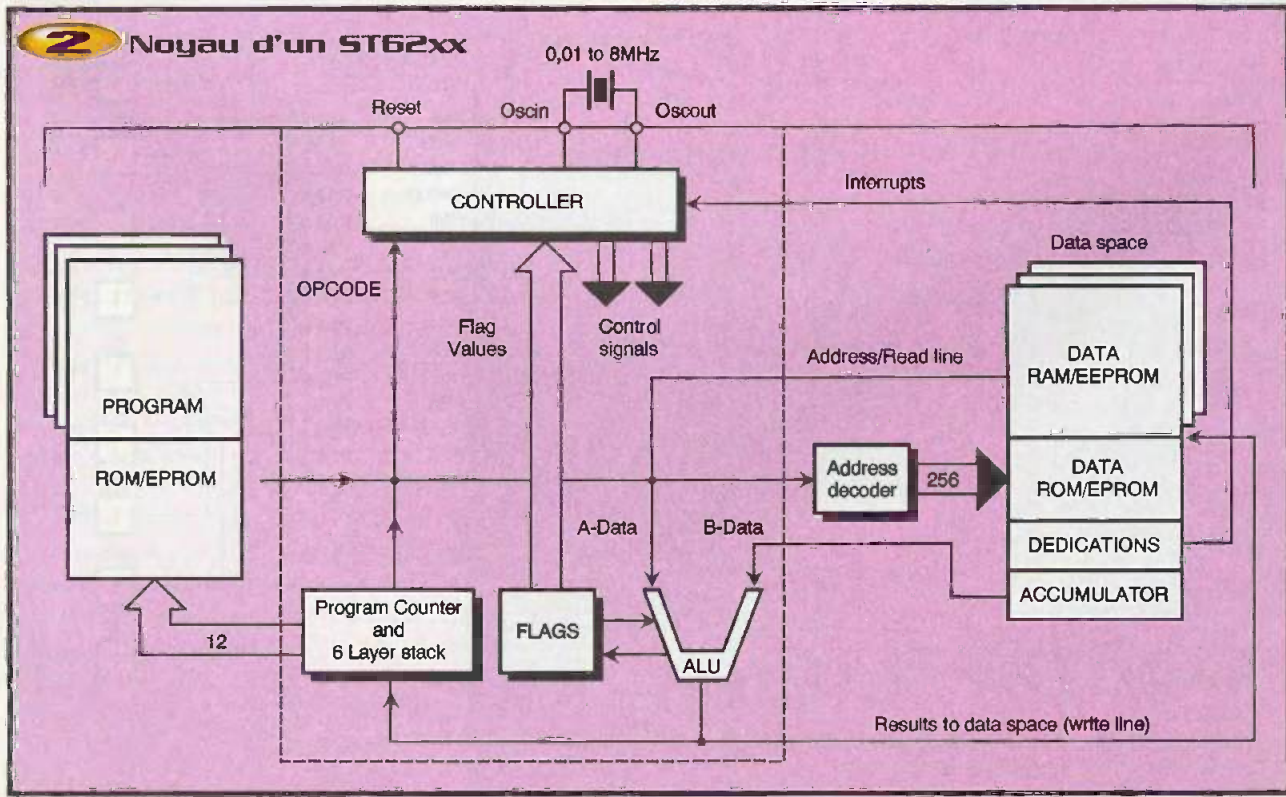 2 Noyau d'un ST62xx
0,01 to 8MHz
Reset
Oscin
Oscout
CONTROLLER
Interrupts
Data space
OPCODE
Flag
Values
Control
signals
Address/Read line
DATA
RAM/EEPROM
PROGRAM
ROM/EPROM
Address
decoder
256
DATA
ROM/EPROM
A-Data
B-Data
DEDICATIONS
ACCUMULATOR
Program Counter
and
6 Layer stack
12
FLAGS
ALU
Results to data space (write line)